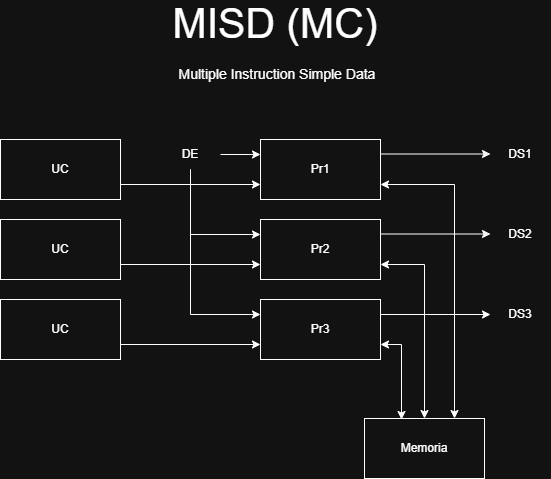 MISD (MC)
Multiple Instruction Simple Data
UC
DE
Pr1
DS1
UC
Pr2
DS2
UC
Pr3
DS3
Memoria